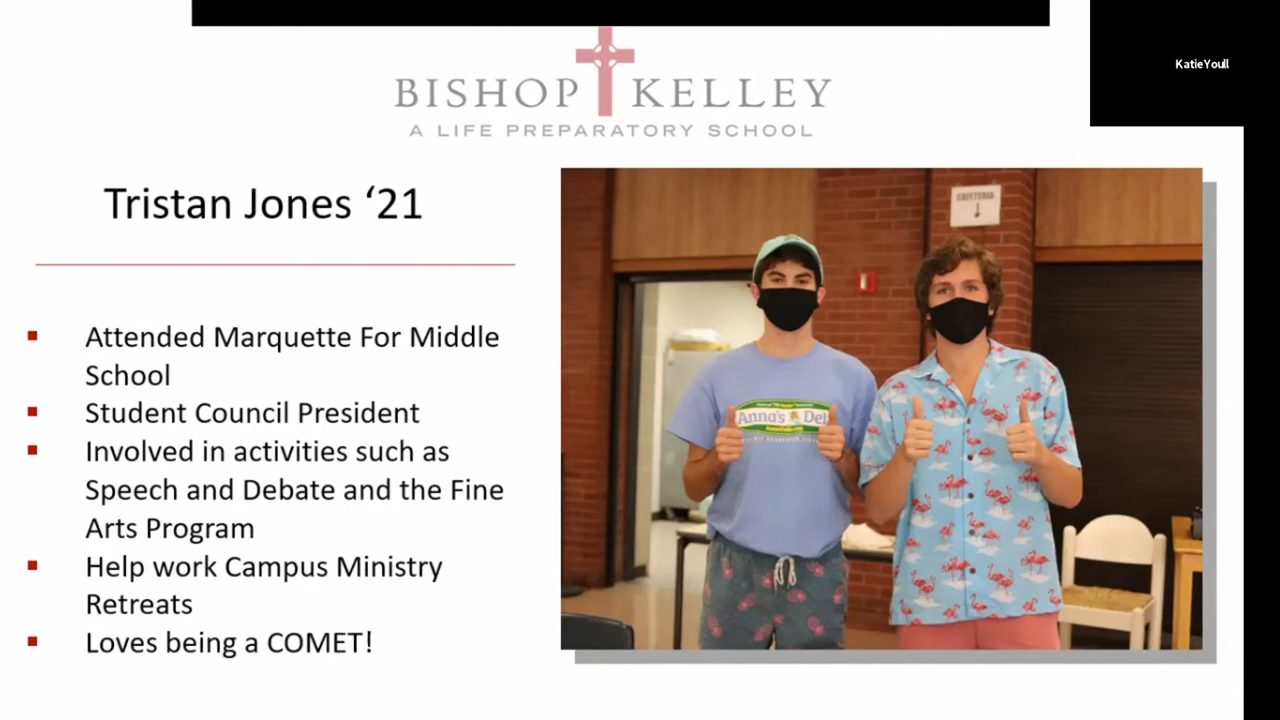 BISHOP KELLEY
A LIFE PREPARATORY SCHOOL
KatieYoull
Tristan Jones ‘21
Attended Marquette For Middle
School
Student Council President
Involved in activities such as
Speech and Debate and the Fine
Arts Program
Help work Campus Ministry
Retreats
Loves being a COMET!
CAFETERIA
Anna's Deli